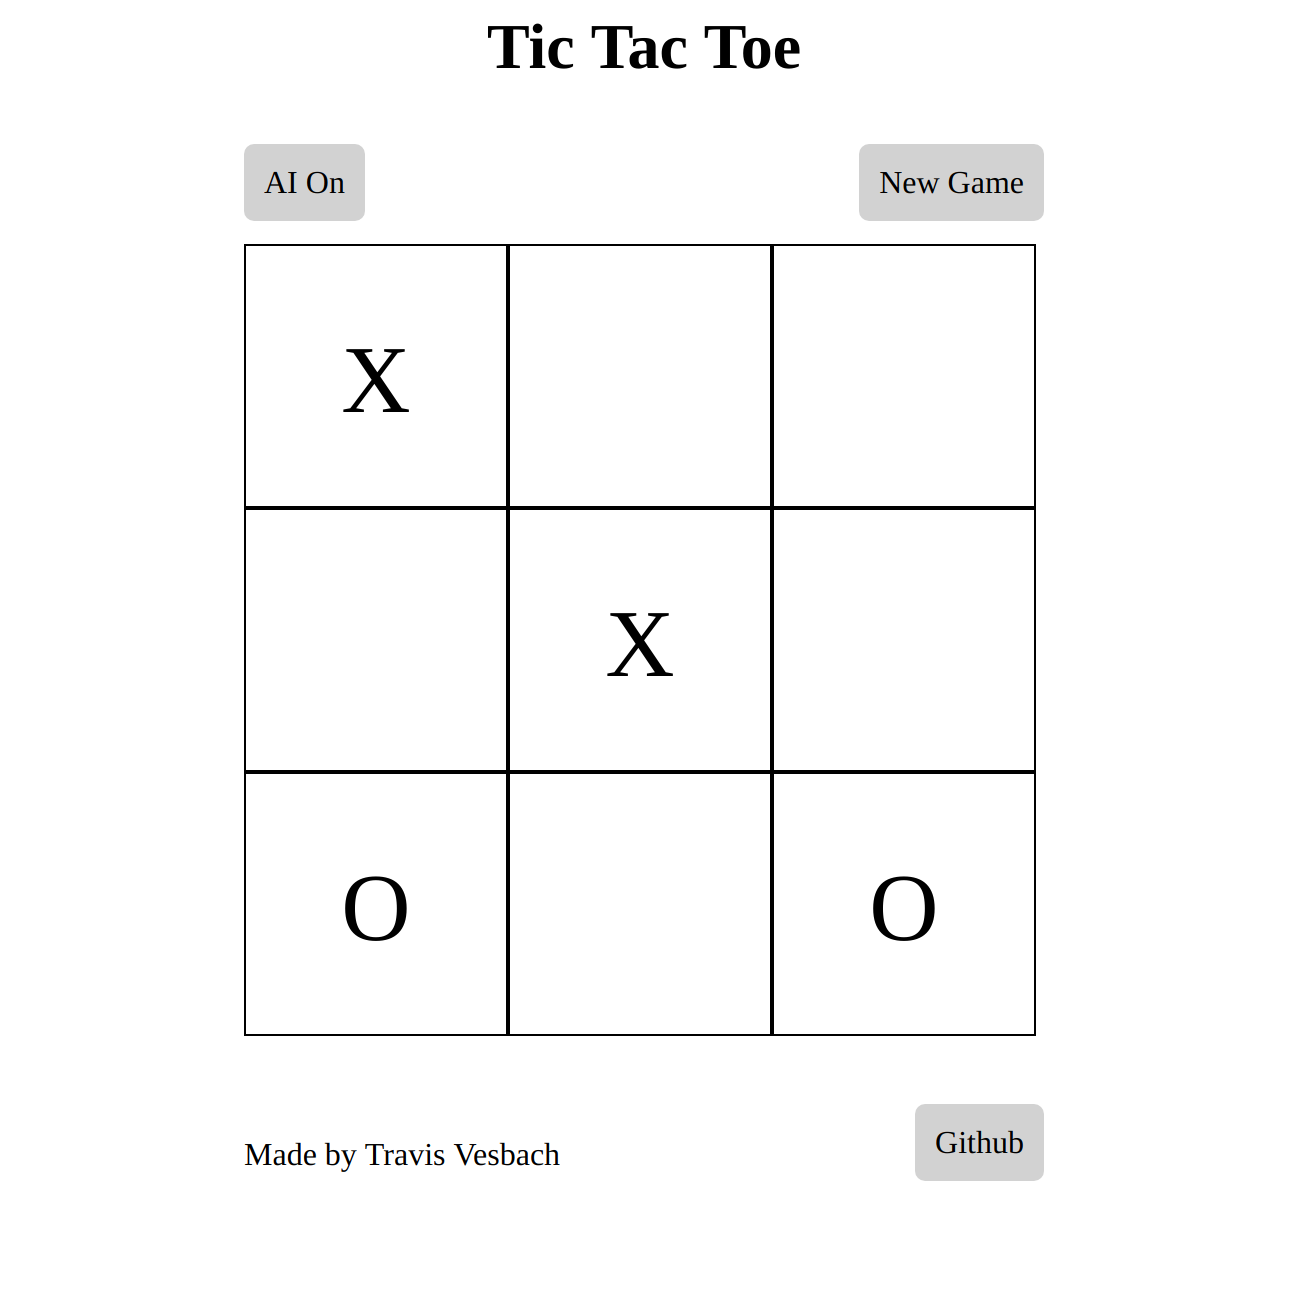 Tic Tac Toe
AI On
New Game
X
X
O O
Made by Travis Vesbach
Github